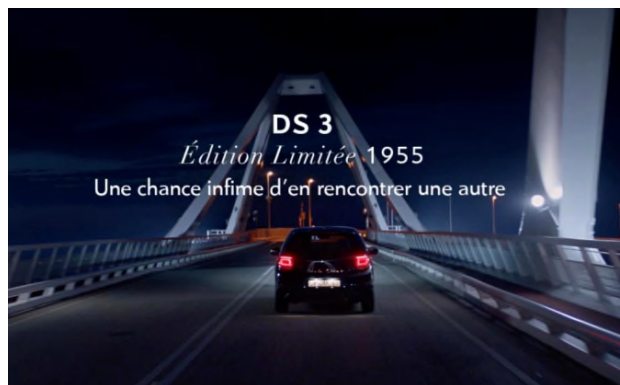 DS 3
Édition Limitée 1955
Une chance infime d'en rencontrer une autre